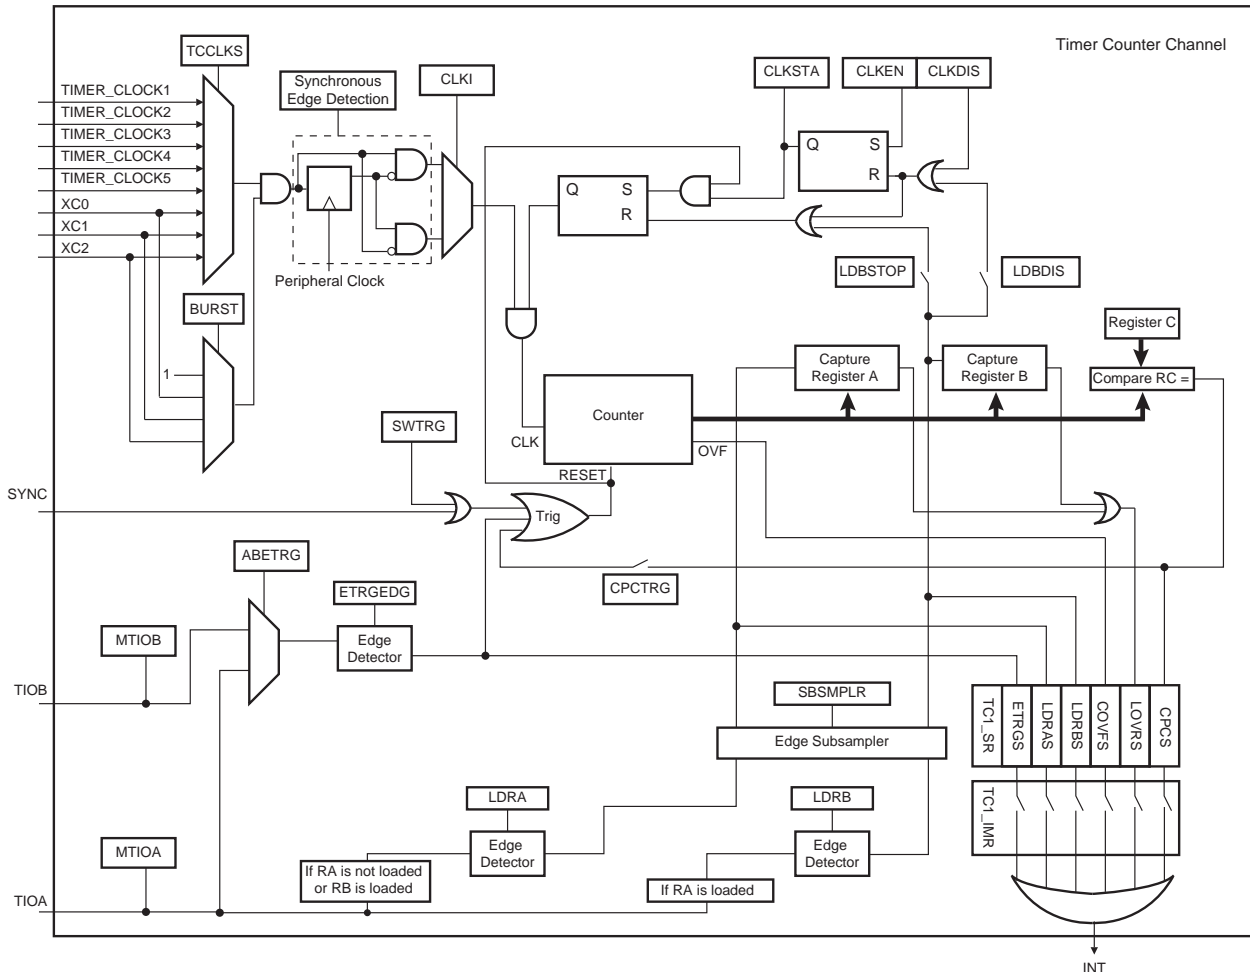 Timer Counter Channel
TCCLKS
Synchronous
Edge Detection
CLKI
CLKSTA
CLKEN
CLKDIS
TIMER_CLOCK1
TIMER_CLOCK2
TIMER_CLOCK3
TIMER_CLOCK4
TIMER_CLOCK5
XC0
XC1
XC2
Q
S
R
Q
S
R
Peripheral Clock
LDBSTOP
LDBDIS
BURST
1
Register C
Capture
Register A
Capture
Register B
Compare RC =
Counter
SWTRG
CLK
OVF
RESET
SYNC
Trig
ABETRG
ETRGEDG
CPCTRG
MTIOB
Edge
Detector
TIOB
SBSMPLR
Edge Subsampler
TC1_SR
ETRGS
LDRAS
LDRBS
COVFS
LOVRS
CPCS
LDRA
LDRB
TC1_IMR
MTIOA
Edge
Detector
Edge
Detector
If RA is not loaded
or RB is loaded
If RA is loaded
TIOA
INT